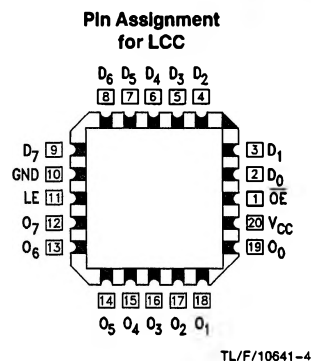 Pin Assignment
for LCC
D6 D5 D4 D3 D2
8 7 6 5 4
D7 9 3 D1
GND 10 2 D0
LE 11 1 O̅E̅
O7 12 20 VCC
O6 13 19 O0
14 15 16 17 18
O5 O4 O3 O2 O1
TL/F/10641-4